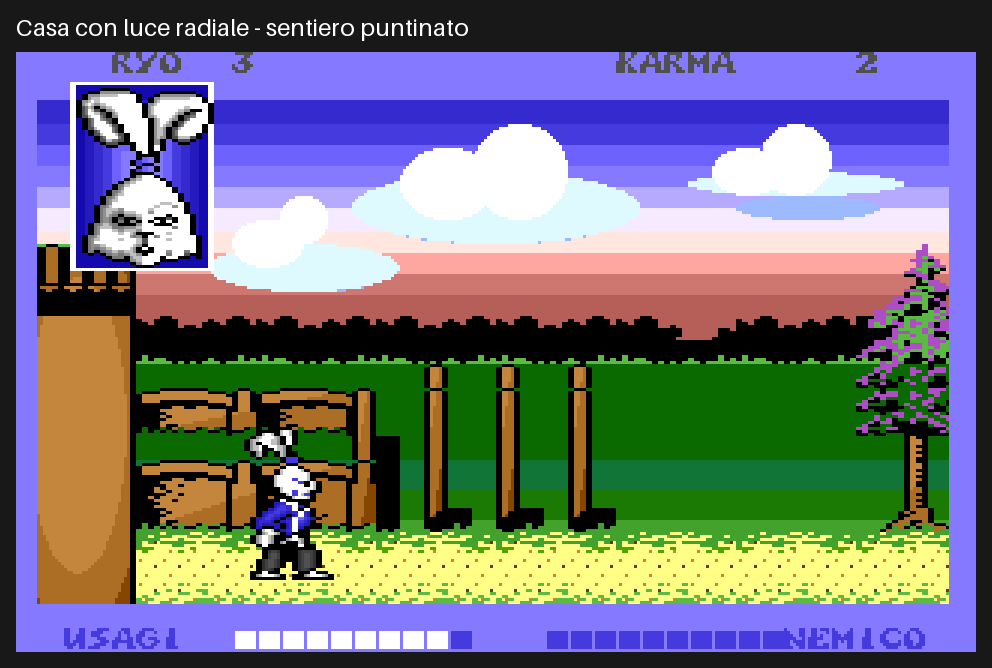 Casa con luce radiale - sentiero puntinato
RYO 3 KARMA 2
USAGI NEMICO